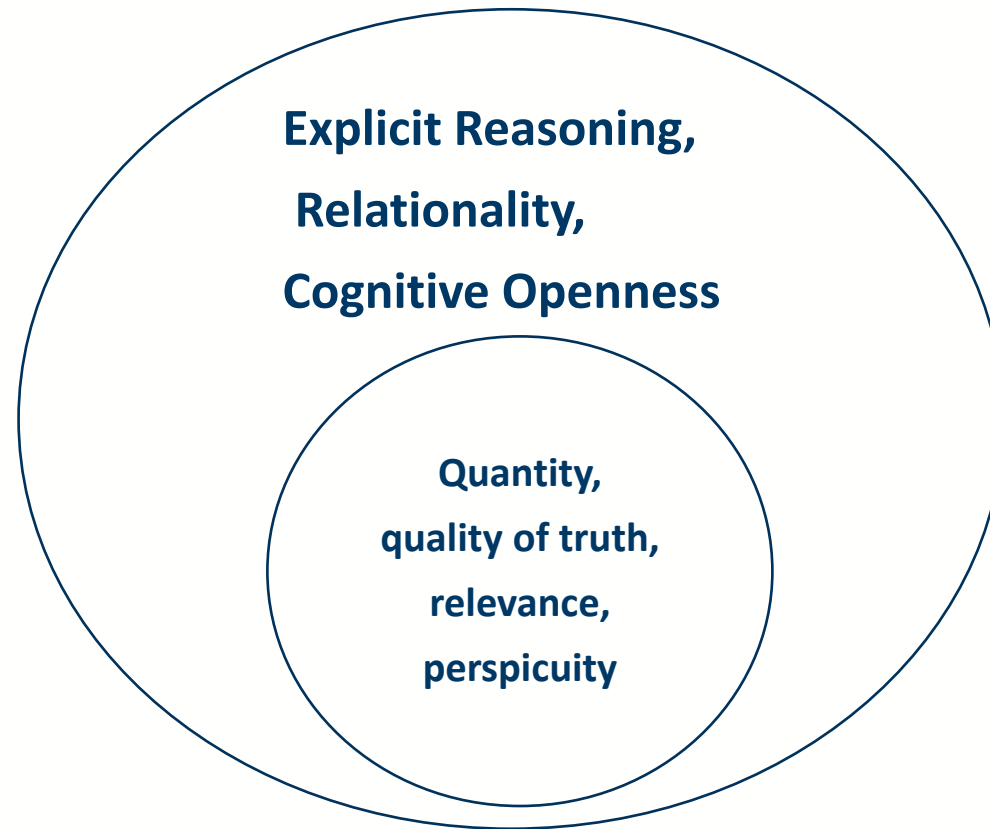 Explicit Reasoning,
Relationality,
Cognitive Openness
Quantity,
quality of truth,
relevance,
perspicuity